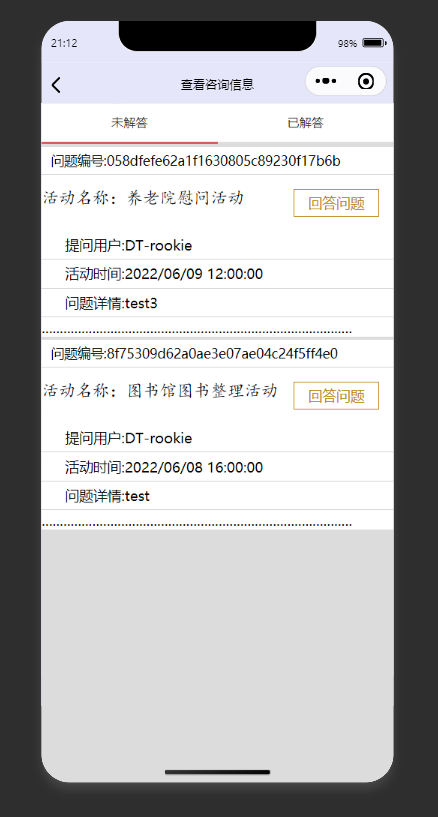 21:12
98%
查看咨询信息
未解答
已解答
问题编号:058dfefe62a1f1630805c89230f17b6b
活动名称：养老院慰问活动
回答问题
提问用户:DT-rookie
活动时间:2022/06/09 12:00:00
问题详情:test3
......................................................................................
问题编号:8f75309d62a0ae3e07ae04c24f5ff4e0
活动名称：图书馆图书整理活动
回答问题
提问用户:DT-rookie
活动时间:2022/06/08 16:00:00
问题详情:test
......................................................................................